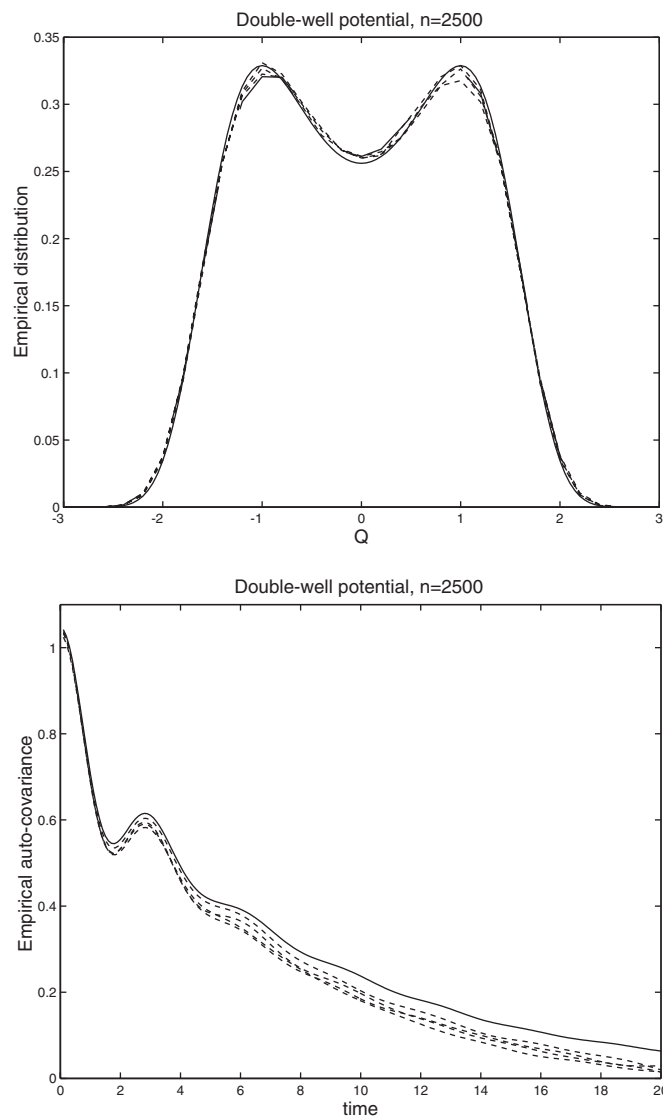 Double-well potential, n=2500
0.35
0.3
0.25
0.2
0.15
0.1
0.05
0
Empirical distribution
-3 -2 -1 0 1 2 3
Q
Double-well potential, n=2500
1
0.8
0.6
0.4
0.2
0
Empirical auto-covariance
0 2 4 6 8 10 12 14 16 18 20
time